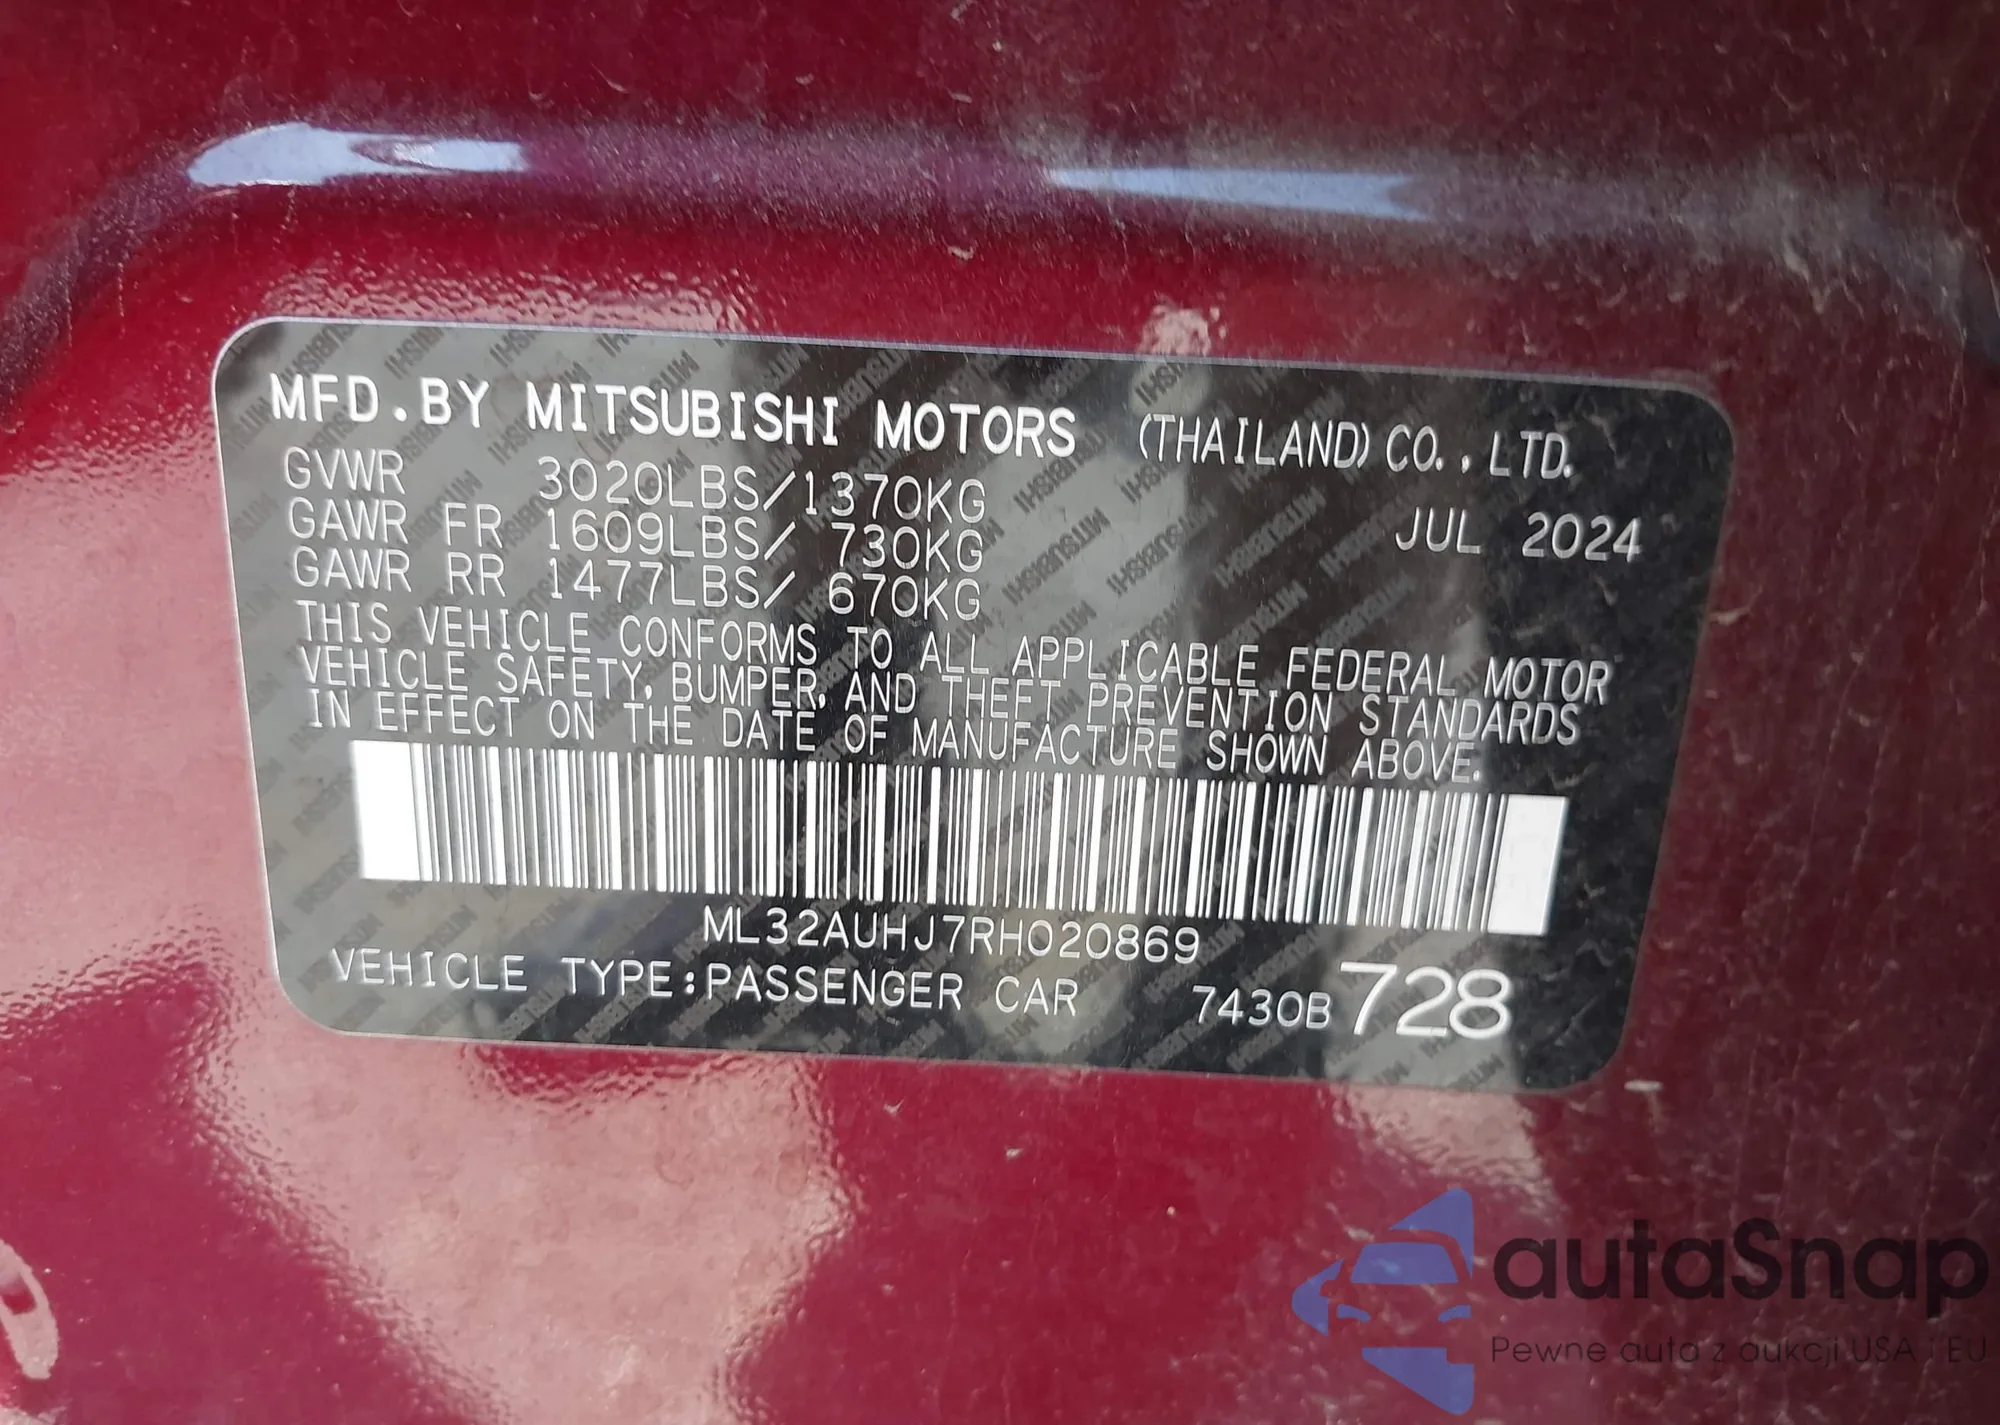 MFD.BY MITSUBISHI MOTORS (THAILAND) CO., LTD.
GVWR 3020LBS/1370KG
JUL 2024
GAWR FR 1609LBS/ 730KG
GAWR RR 1477LBS/ 670KG
THIS VEHICLE CONFORMS TO ALL APPLICABLE FEDERAL MOTOR
VEHICLE SAFETY, BUMPER, AND THEFT PREVENTION STANDARDS
IN EFFECT ON THE DATE OF MANUFACTURE SHOWN ABOVE.
ML32AUHJ7RH020869
VEHICLE TYPE:PASSENGER CAR 7430B 728
autaSnap
Pewne auta z aukcji USA i EU